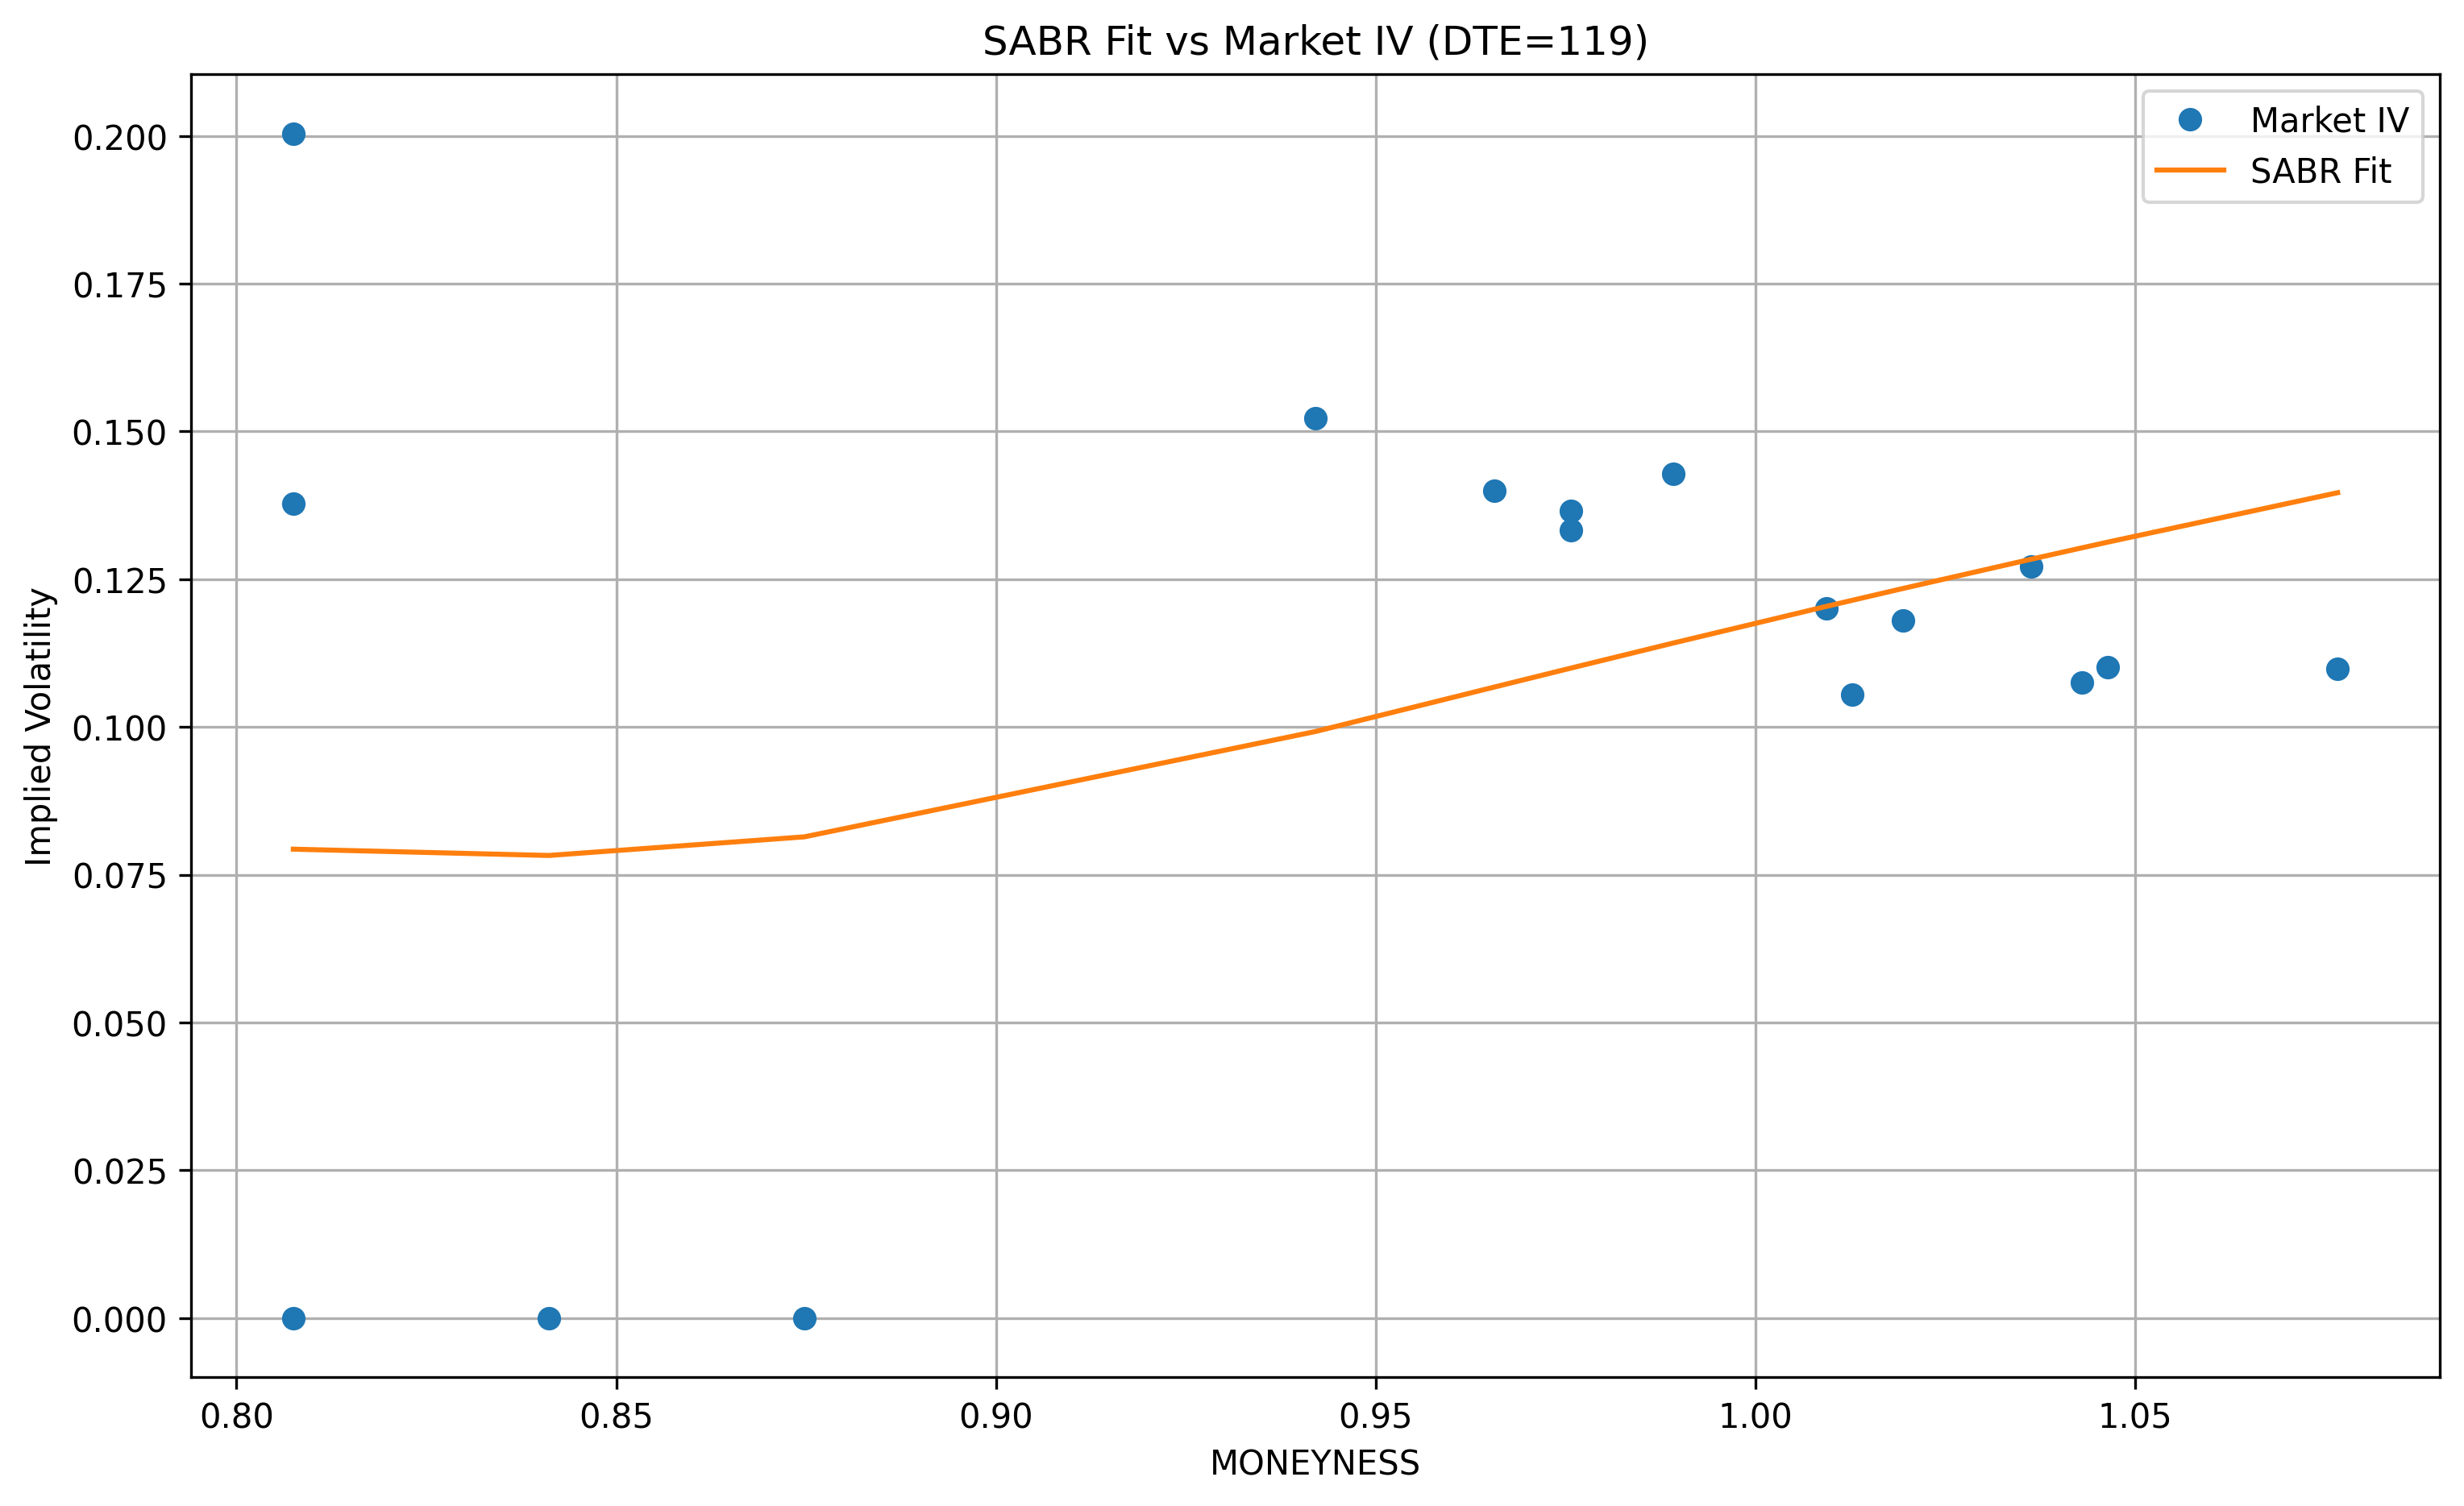 SABR Fit vs Market IV (DTE=119)
Market IV
SABR Fit
0.200
0.175
0.150
0.125
0.100
0.075
0.050
0.025
0.000
Implied Volatility
0.80 0.85 0.90 0.95 1.00 1.05
MONEYNESS